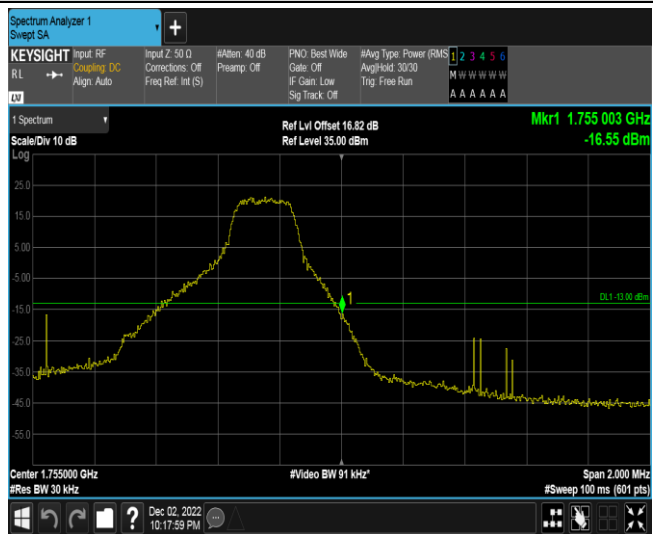 Spectrum Analyzer 1
Swept SA
KEYSIGHT
RL
LXI
Input: RF
Coupling: DC
Align: Auto
Input Z: 50 Ω
Corrections: Off
Freq Ref: Int (S)
#Atten: 40 dB
Preamp: Off
PNO: Best Wide
Gate: Off
IF Gain: Low
Sig Track: Off
#Avg Type: Power (RMS
Avg|Hold: 30/30
Trig: Free Run
1 2 3 4 5 6
M W W W W W
A A A A A A
1 Spectrum
Scale/Div 10 dB
Log
Ref Lvl Offset 16.82 dB
Ref Level 35.00 dBm
Mkr1 1.755 003 GHz
-16.55 dBm
25.0
15.0
5.00
-5.00
1
DL1 -13.00 dBm
-15.0
-25.0
-35.0
-45.0
-55.0
Center 1.755000 GHz
#Video BW 91 kHz*
Span 2.000 MHz
#Res BW 30 kHz
#Sweep 100 ms (601 pts)
?
Dec 02, 2022
10:17:59 PM